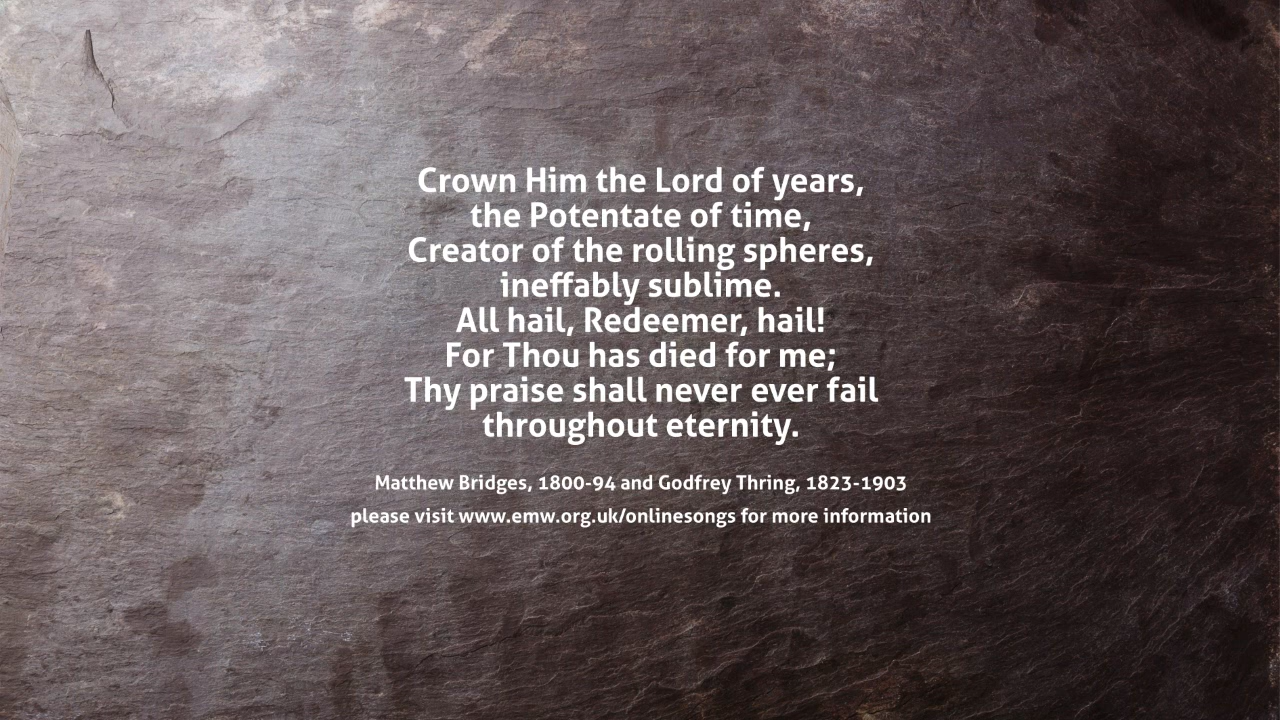 Crown Him the Lord of years,
the Potentate of time,
Creator of the rolling spheres,
ineffably sublime.
All hail, Redeemer, hail!
For Thou has died for me;
Thy praise shall never ever fail
throughout eternity.
Matthew Bridges, 1800-94 and Godfrey Thring, 1823-1903
please visit www.emw.org.uk/onlinesongs for more information